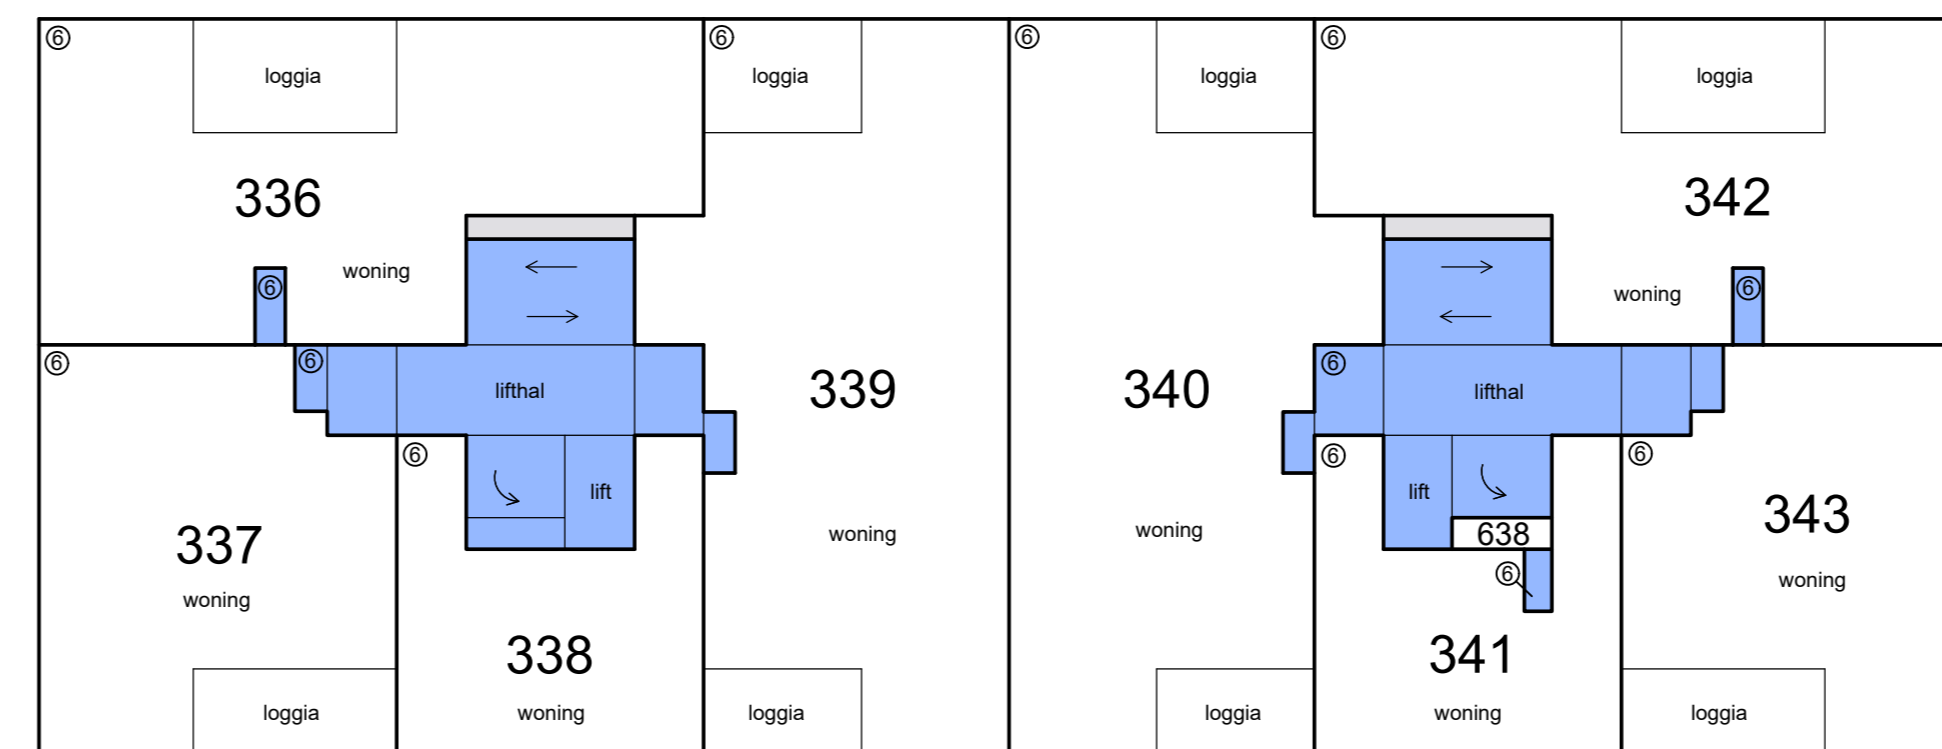 ⑥ ⑥ ⑥ ⑥
loggia loggia loggia loggia
336 342
woning woning
⑥ ⑥
⑥ ⑥ ⑥
lifthal 339 340 lifthal
⑥ ⑥ ⑥
lift lift
337 woning woning 638 343
woning ⑥ woning
338 341
loggia woning loggia loggia woning loggia